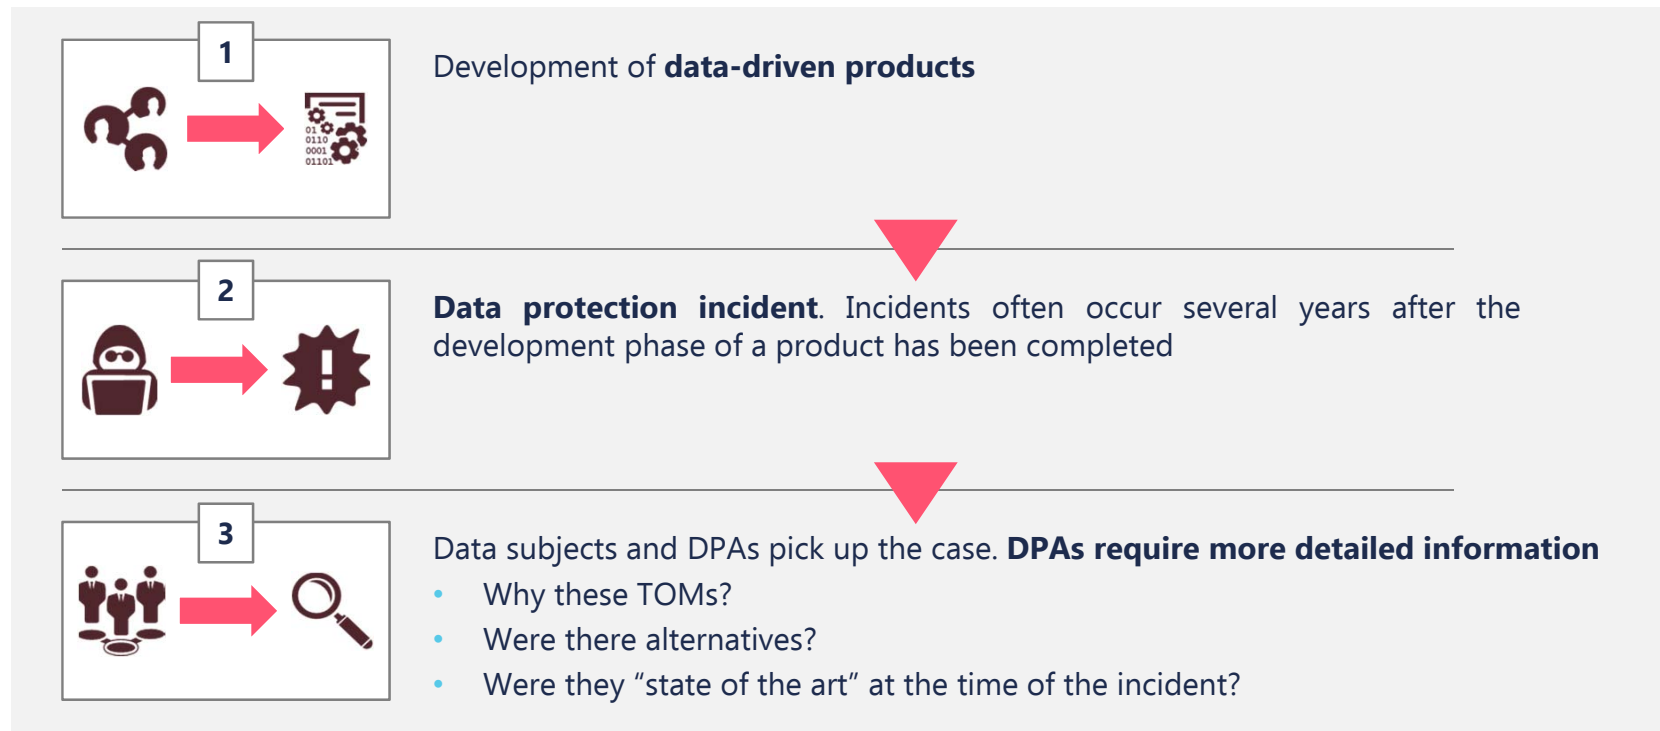 1
Development of data-driven products
01
0110
0001
01101
2
Data protection incident. Incidents often occur several years after the
development phase of a product has been completed
3
Data subjects and DPAs pick up the case. DPAs require more detailed information
• Why these TOMs?
• Were there alternatives?
• Were they “state of the art” at the time of the incident?